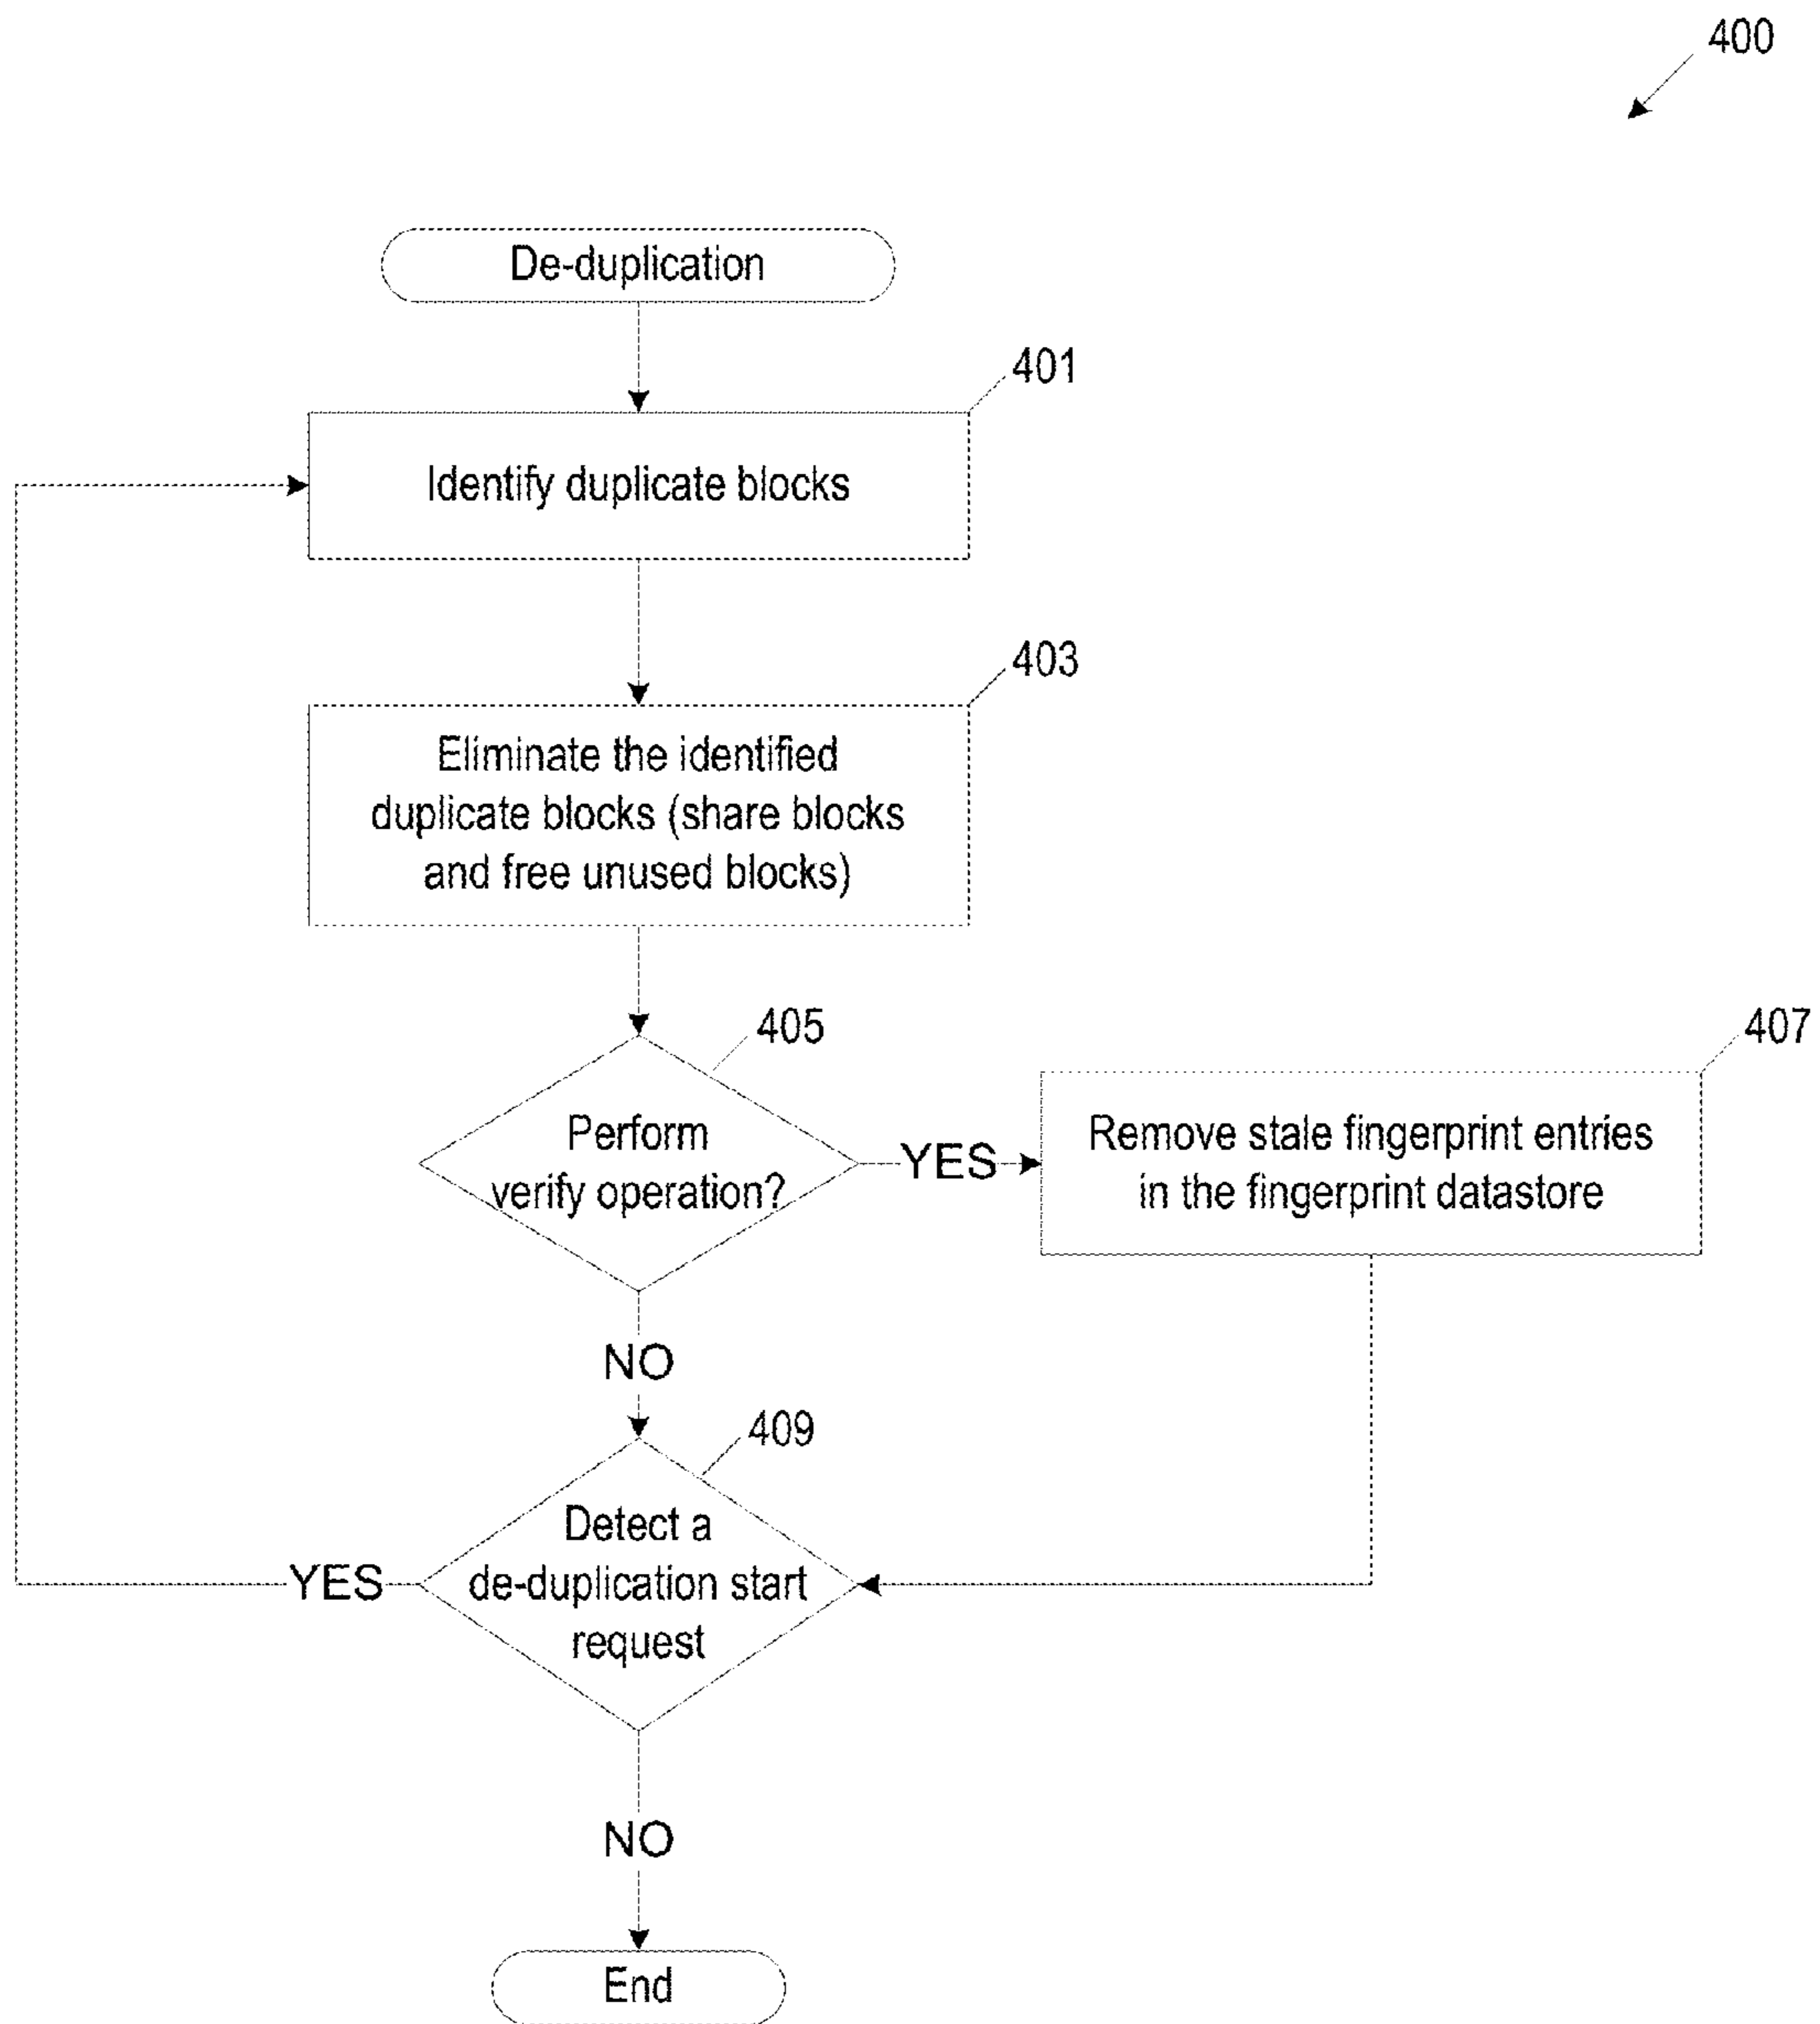 400
De-duplication
401
Identify duplicate blocks
403
Eliminate the identified
duplicate blocks (share blocks
and free unused blocks)
405
Perform
verify operation?
YES
407
Remove stale fingerprint entries
in the fingerprint datastore
NO
409
Detect a
de-duplication start
request
YES
NO
End